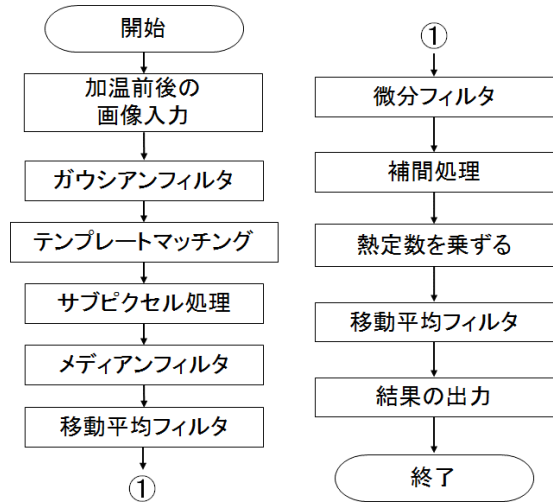 開始
加温前後の
画像入力
ガウシアンフィルタ
テンプレートマッチング
サブピクセル処理
メディアンフィルタ
移動平均フィルタ
①
①
微分フィルタ
補間処理
熱定数を乗ずる
移動平均フィルタ
結果の出力
終了